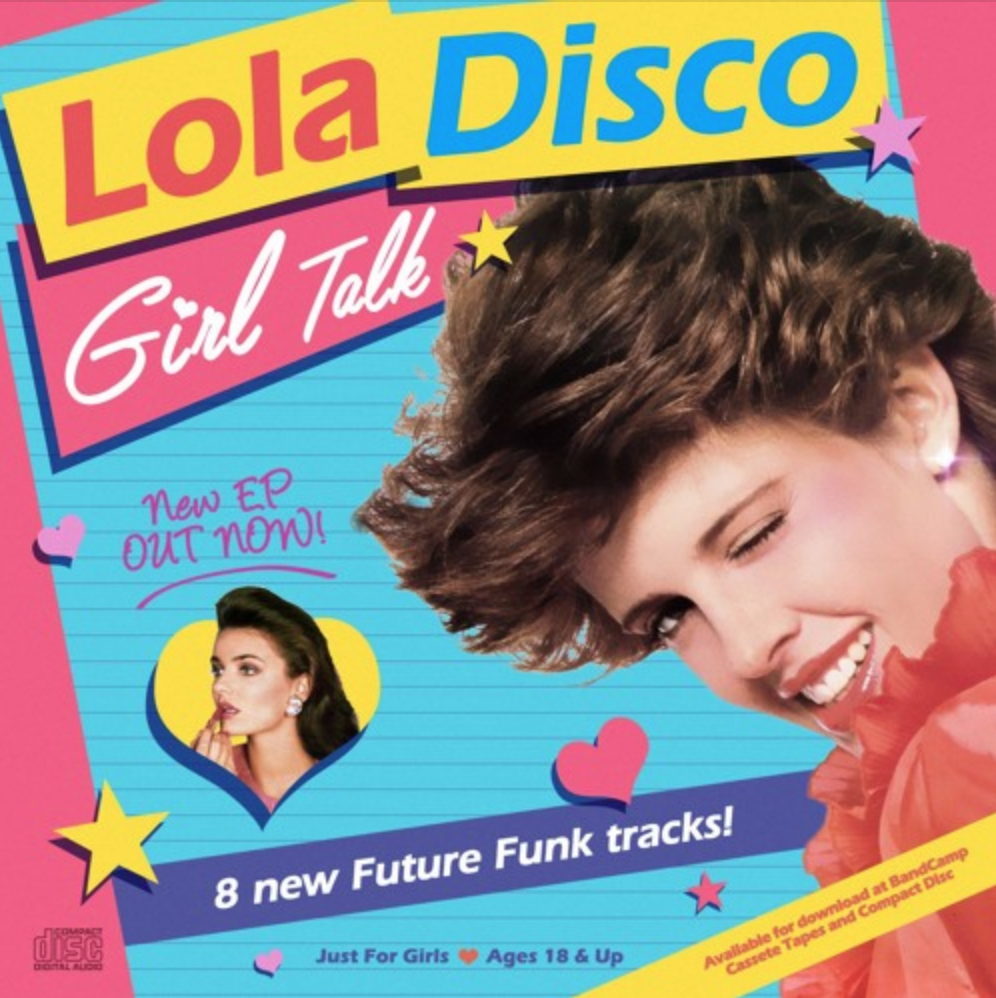 Lola Disco
Girl Talk
New EP
OUT NOW!
8 new Future Funk tracks!
Available for download at BandCamp
Cassete Tapes and Compact Disc
Just For Girls ❤ Ages 18 & Up
COMPACT
disc
DIGITAL AUDIO